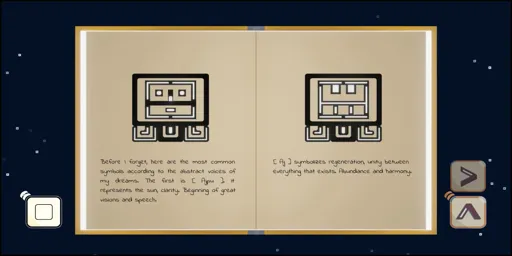 Before I forget, here are the most common
symbols according to the abstract voices of
my dreams. The first is [ Ajpu ]. It
represents the sun, clarity. Beginning of great
visions and speech.
[ Aj ] symbolizes regeneration, unity between
everything that exists. Abundance and harmony.